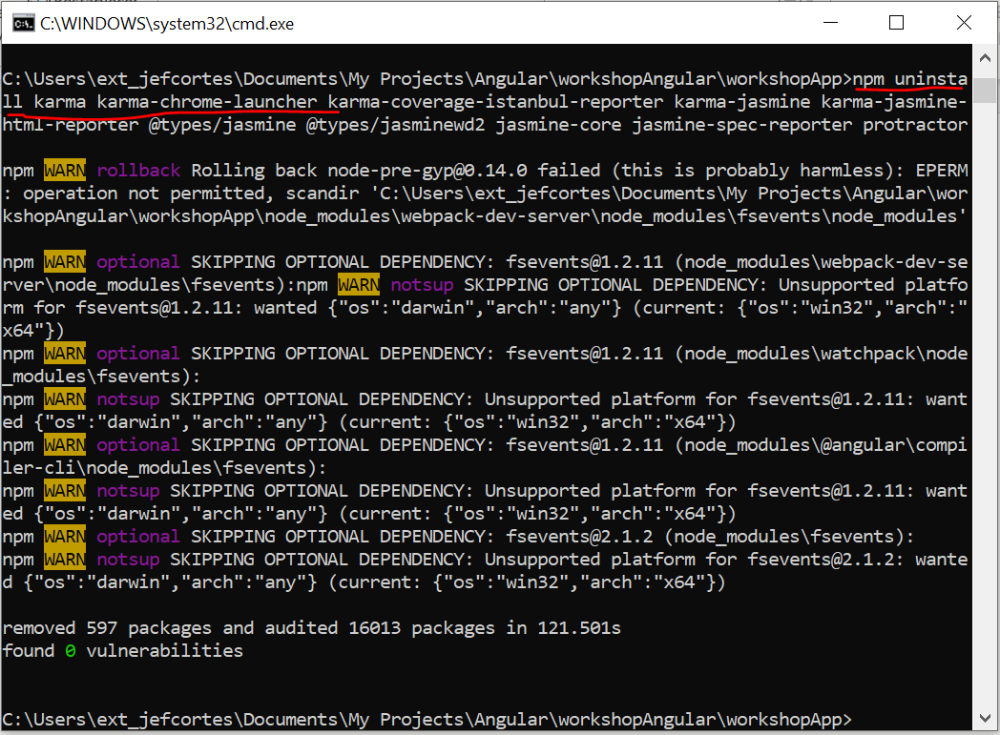 C:\WINDOWS\system32\cmd.exe
C:\Users\ext_jefcortes\Documents\My Projects\Angular\workshopAngular\workshopApp>npm uninsta
ll karma karma-chrome-launcher karma-coverage-istanbul-reporter karma-jasmine karma-jasmine-
html-reporter @types/jasmine @types/jasminewd2 jasmine-core jasmine-spec-reporter protractor
npm WARN rollback Rolling back node-pre-gyp@0.14.0 failed (this is probably harmless): EPERM
: operation not permitted, scandir 'C:\Users\ext_jefcortes\Documents\My Projects\Angular\wor
kshopAngular\workshopApp\node_modules\webpack-dev-server\node_modules\fsevents\node_modules'
npm WARN optional SKIPPING OPTIONAL DEPENDENCY: fsevents@1.2.11 (node_modules\webpack-dev-se
rver\node_modules\fsevents):npm WARN notsup SKIPPING OPTIONAL DEPENDENCY: Unsupported platfo
rm for fsevents@1.2.11: wanted {"os":"darwin","arch":"any"} (current: {"os":"win32","arch":"
x64"})
npm WARN optional SKIPPING OPTIONAL DEPENDENCY: fsevents@1.2.11 (node_modules\watchpack\node
_modules\fsevents):
npm WARN notsup SKIPPING OPTIONAL DEPENDENCY: Unsupported platform for fsevents@1.2.11: want
ed {"os":"darwin","arch":"any"} (current: {"os":"win32","arch":"x64"})
npm WARN optional SKIPPING OPTIONAL DEPENDENCY: fsevents@1.2.11 (node_modules\@angular\compi
ler-cli\node_modules\fsevents):
npm WARN notsup SKIPPING OPTIONAL DEPENDENCY: Unsupported platform for fsevents@1.2.11: want
ed {"os":"darwin","arch":"any"} (current: {"os":"win32","arch":"x64"})
npm WARN optional SKIPPING OPTIONAL DEPENDENCY: fsevents@2.1.2 (node_modules\fsevents):
npm WARN notsup SKIPPING OPTIONAL DEPENDENCY: Unsupported platform for fsevents@2.1.2: wante
d {"os":"darwin","arch":"any"} (current: {"os":"win32","arch":"x64"})
removed 597 packages and audited 16013 packages in 121.501s
found 0 vulnerabilities
C:\Users\ext_jefcortes\Documents\My Projects\Angular\workshopAngular\workshopApp>